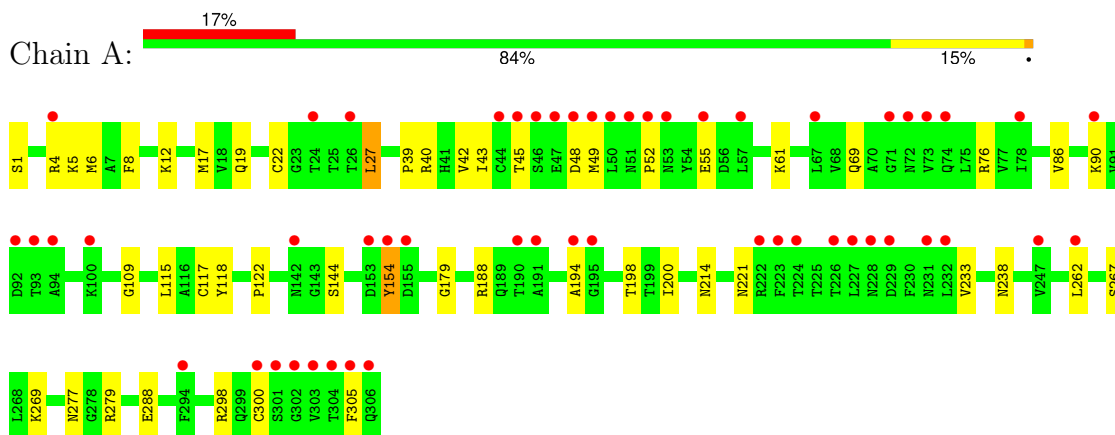 17%
Chain A:
84% 15% •
S1 R4 K5 M6 A7 F8 K12 M17 V18 Q19 C22 G23 T24 T25 T26 L27 P39 R40 H41 V42 I43 C44 T45 S46 E47 D48 M49 L50 N51 P52 N53 Y54 E55 D56 L57 K61 L67 V68 Q69 A70 G71 N72 V73 Q74 L75 R76 V77 I78 V86 K90 V91
D92 T93 A94 K100 G109 L115 A116 C117 Y118 P122 N142 G143 S144 D153 Y154 D155 G179 R188 Q189 T190 A191 A194 G195 T198 T199 I200 N214 N221 R222 F223 T224 T225 T226 L227 N228 D229 F230 N231 L232 V233 N238 V247 L262 S267
L268 K269 N277 G278 R279 E288 F294 R298 Q299 C300 S301 G302 V303 T304 F305 Q306